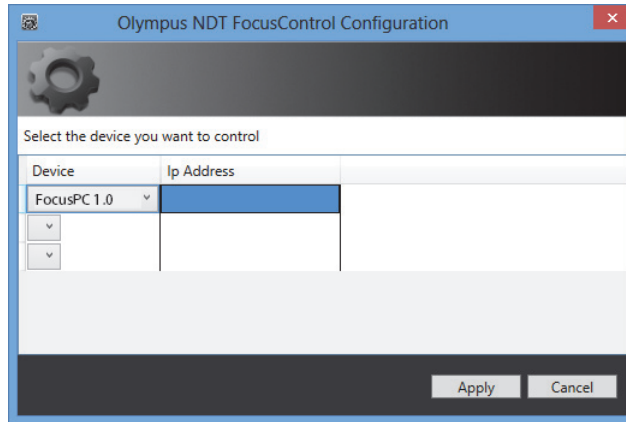 Olympus NDT FocusControl Configuration
Select the device you want to control
Device Ip Address
FocusPC 1.0
Apply Cancel